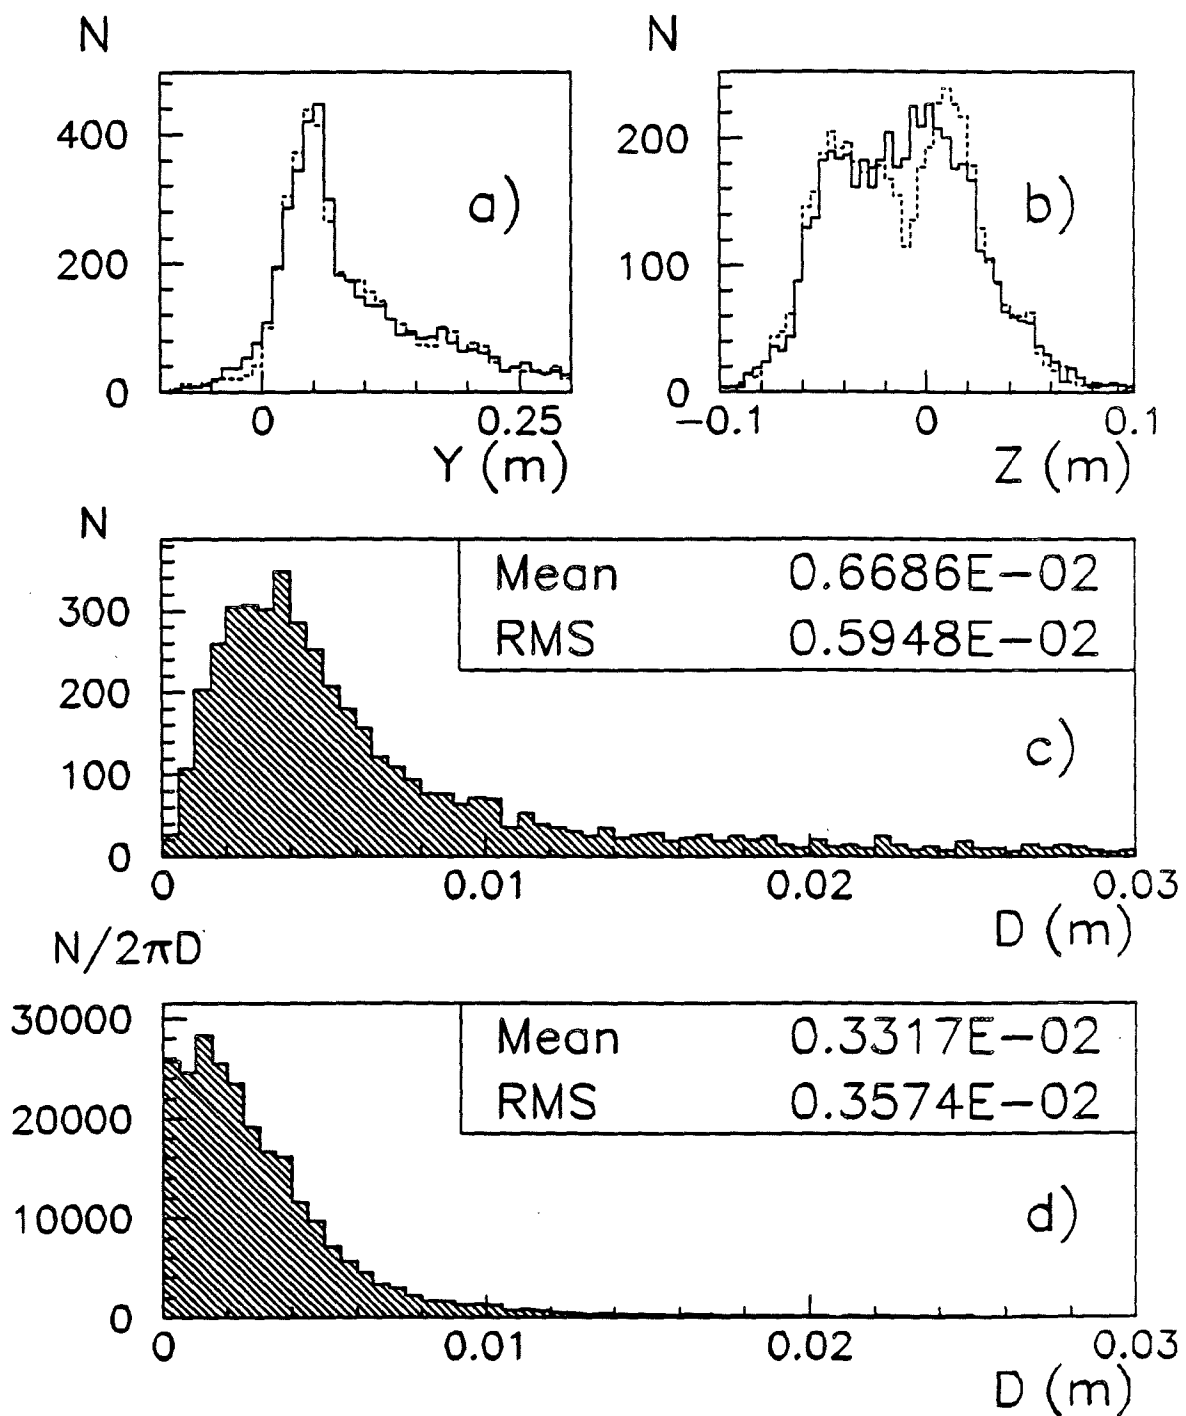 N
400
200
0
0 0.25
Y (m)
a)
N
200
100
0
−0.1 0 0.1
Z (m)
b)
N
300
200
100
0
Mean 0.6686E−02
RMS 0.5948E−02
c)
0 0.01 0.02 0.03
D (m)
N/2πD
30000
20000
10000
0
Mean 0.3317E−02
RMS 0.3574E−02
d)
0 0.01 0.02 0.03
D (m)